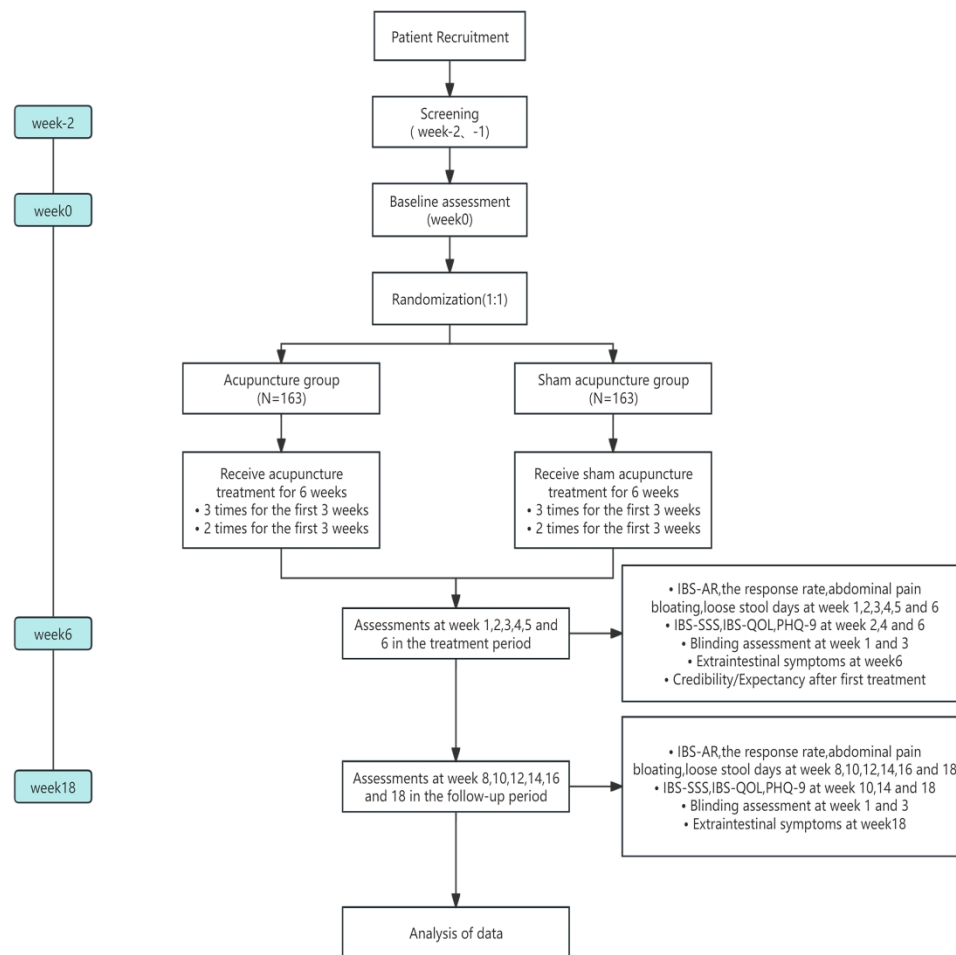 Patient Recruitment
week-2
Screening
( week-2、-1)
week0
Baseline assessment
(week0)
Randomization(1:1)
Acupuncture group
(N=163)
Sham acupuncture group
(N=163)
Receive acupuncture
treatment for 6 weeks
• 3 times for the first 3 weeks
• 2 times for the first 3 weeks
Receive sham acupuncture
treatment for 6 weeks
• 3 times for the first 3 weeks
• 2 times for the first 3 weeks
week6
Assessments at week 1,2,3,4,5 and
6 in the treatment period
• IBS-AR,the response rate,abdominal pain
bloating,loose stool days at week 1,2,3,4,5 and 6
• IBS-SSS,IBS-QOL,PHQ-9 at week 2,4 and 6
• Blinding assessment at week 1 and 3
• Extraintestinal symptoms at week6
• Credibility/Expectancy after first treatment
week18
Assessments at week 8,10,12,14,16
and 18 in the follow-up period
• IBS-AR,the response rate,abdominal pain
bloating,loose stool days at week 8,10,12,14,16 and 18
• IBS-SSS,IBS-QOL,PHQ-9 at week 10,14 and 18
• Blinding assessment at week 1 and 3
• Extraintestinal symptoms at week18
Analysis of data